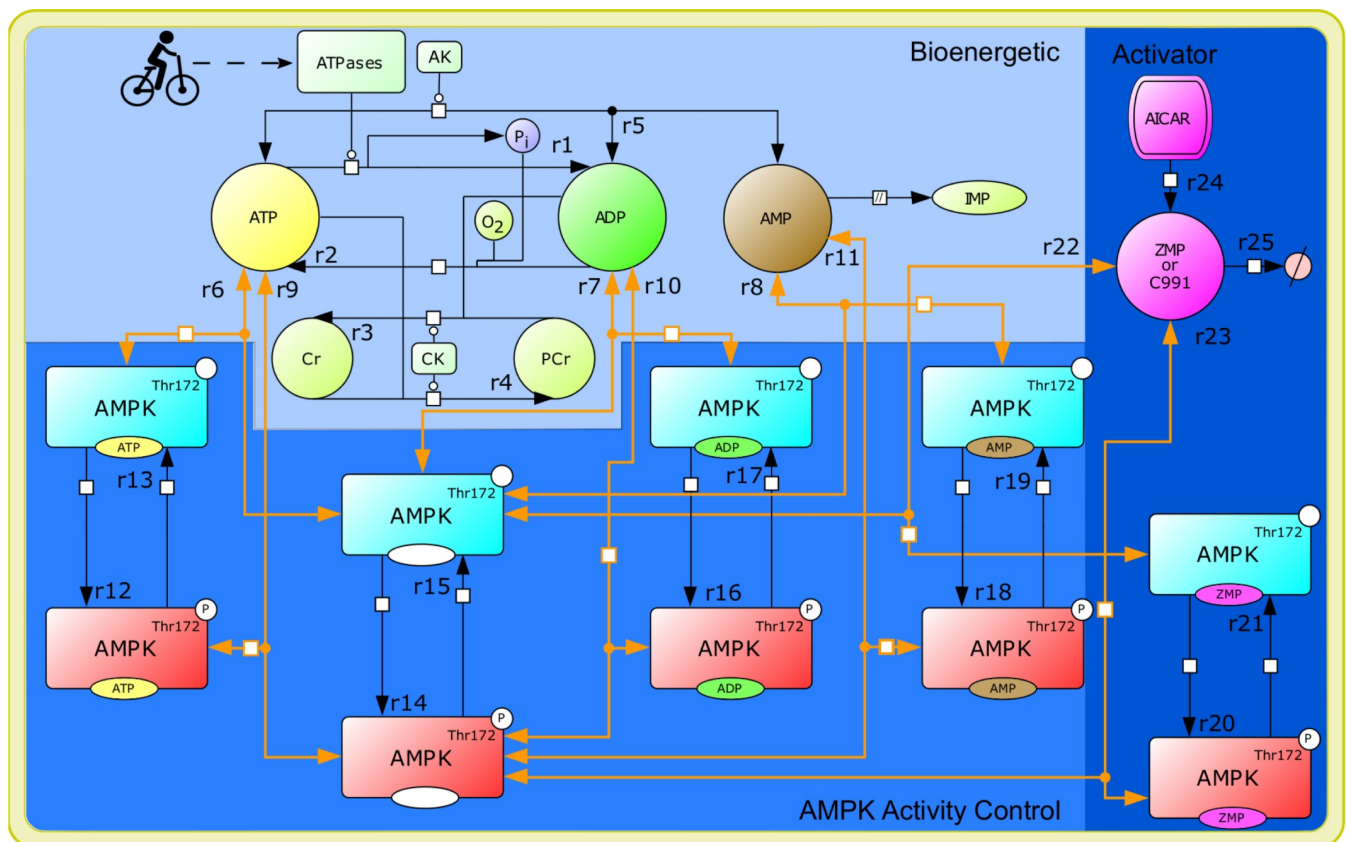 Bioenergetic
Activator
ATPases
AK
AICAR
Pi
r1
r5
r24
ATP
ADP
AMP
IMP
O2
ZMP
or
C991
r2
r11
r22
r25
r6
r9
r7
r10
r8
r3
r23
Cr
CK
PCr
r4
Thr172
AMPK
ATP
Thr172
AMPK
ADP
Thr172
AMPK
AMP
r13
r17
r19
Thr172
AMPK
Thr172
AMPK
ZMP
r12
r15
r16
r18
r21
P
Thr172
AMPK
ATP
P
Thr172
AMPK
ADP
P
Thr172
AMPK
AMP
r14
r20
P
Thr172
AMPK
P
Thr172
AMPK
ZMP
AMPK Activity Control